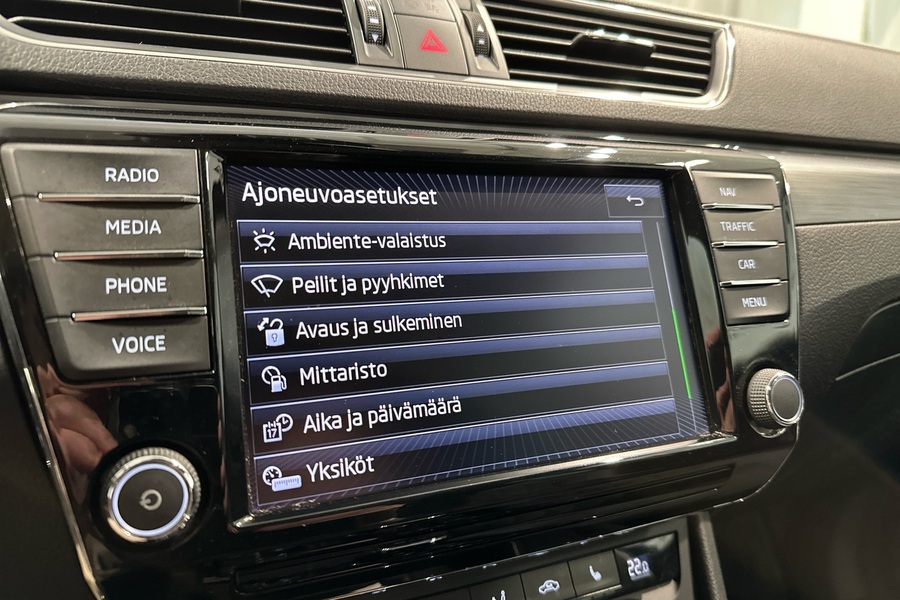 RADIO
MEDIA
PHONE
VOICE
Ajoneuvoasetukset
Ambiente-valaistus
Peilit ja pyyhkimet
Avaus ja sulkeminen
Mittaristo
17
Aika ja päivämäärä
Yksiköt
NAV
TRAFFIC
CAR
MENU
22.0